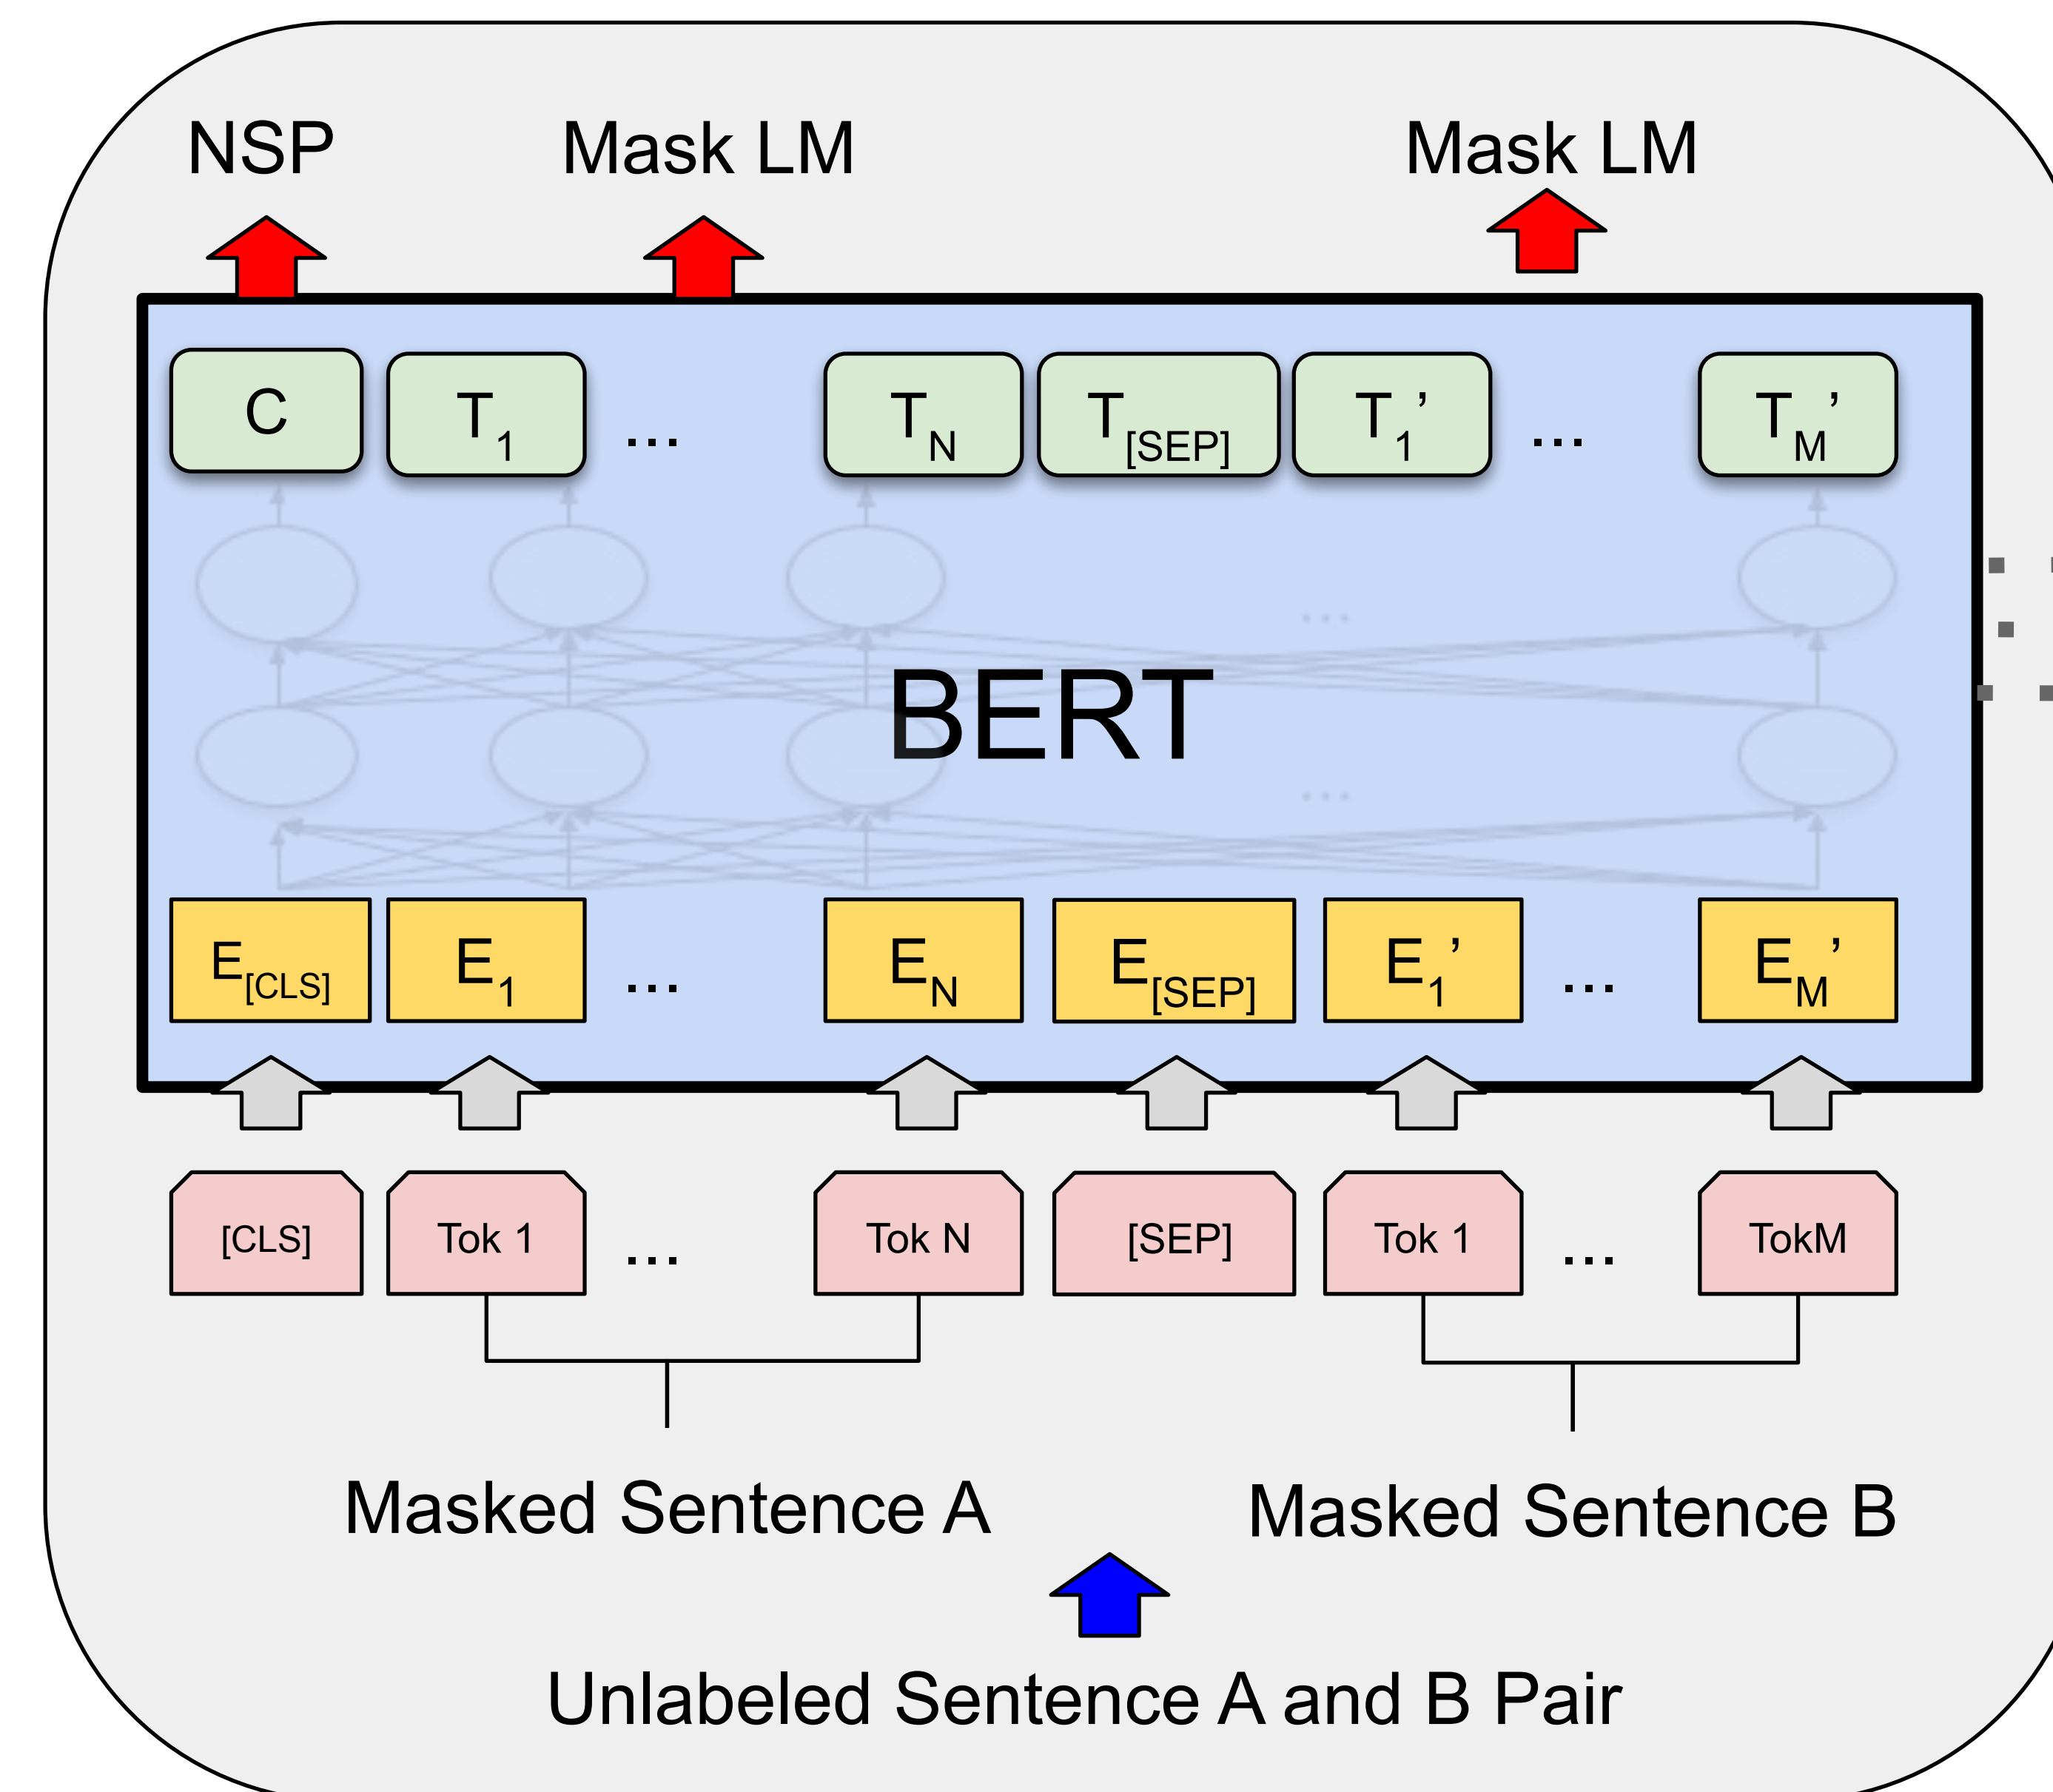 NSP Mask LM Mask LM
C T1 ... TN T[SEP] T1’ ... TM’
...
BERT
...
E[CLS] E1 ... EN E[SEP] E1’ ... EM’
[CLS] Tok 1 ... Tok N [SEP] Tok 1 ... TokM
Masked Sentence A Masked Sentence B
Unlabeled Sentence A and B Pair